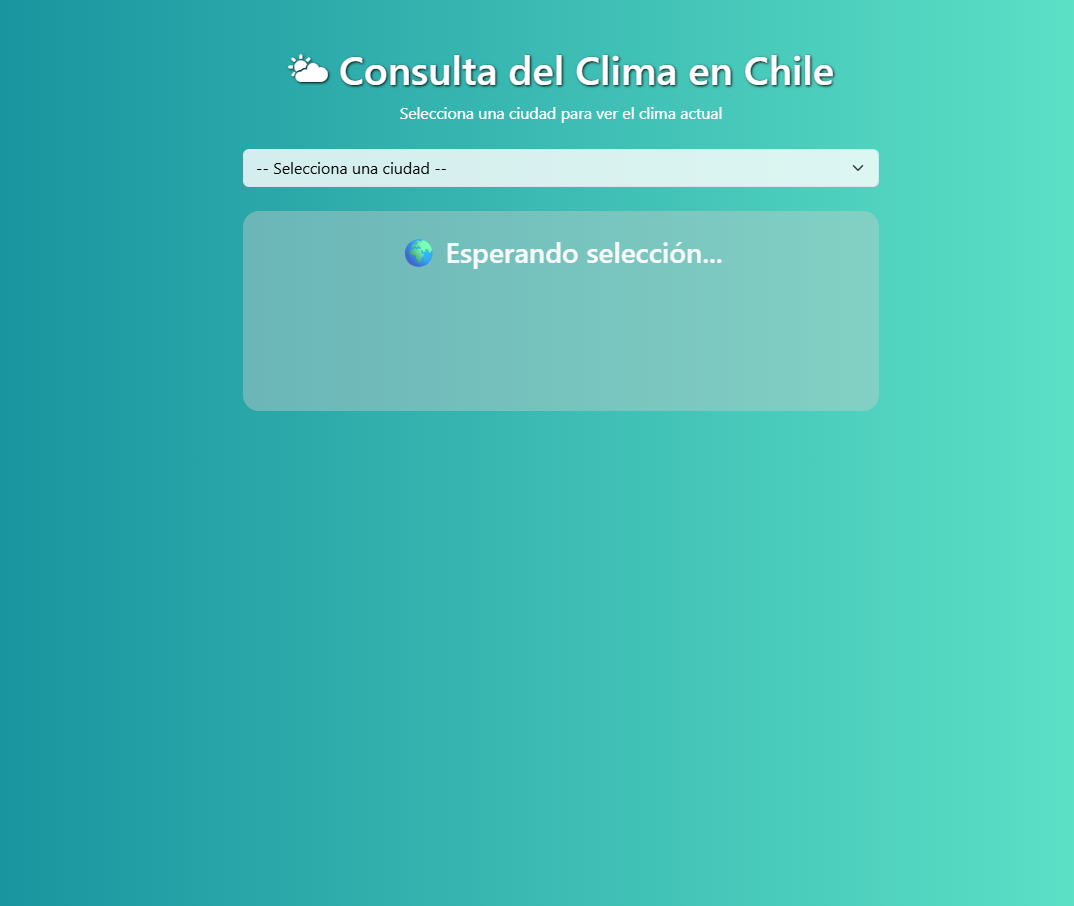 Consulta del Clima en Chile
Selecciona una ciudad para ver el clima actual
-- Selecciona una ciudad --
Esperando selección...